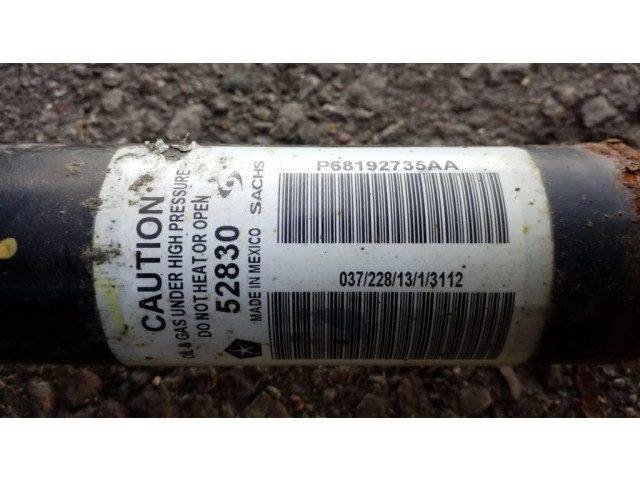 CAUTION
OIL & GAS UNDER HIGH PRESSURE
DO NOT HEAT OR OPEN
52830
MADE IN MEXICO
SACHS
P68192735AA
037/228/13/1/3112